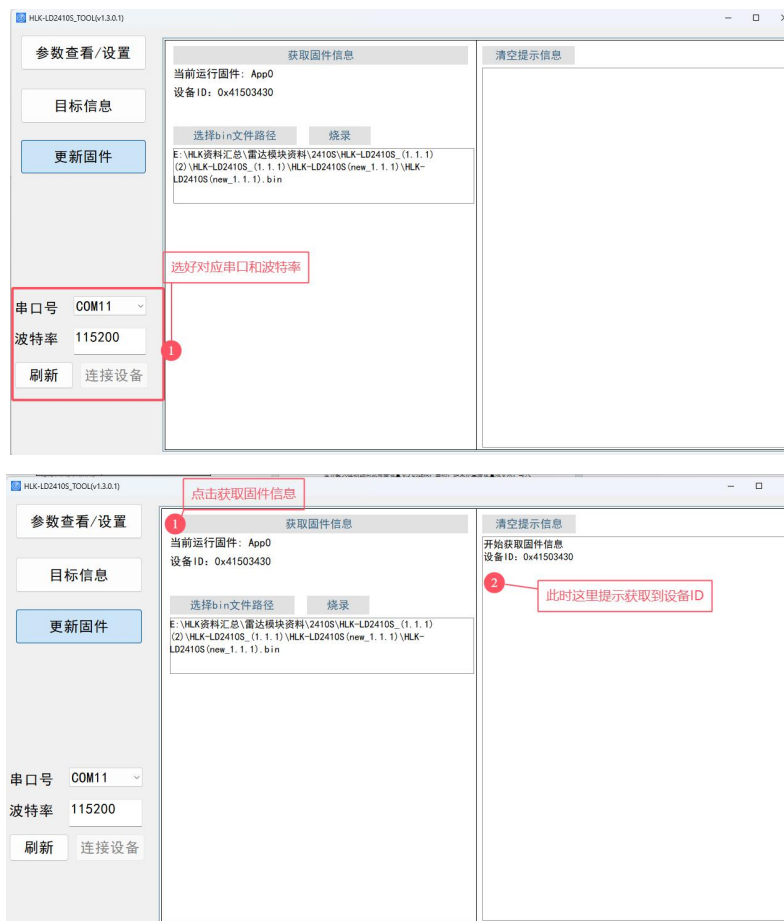 HLK-LD2410S_TOOL(v1.3.0.1)
参数查看/设置
目标信息
更新固件
获取固件信息
当前运行固件: App0
设备ID: 0x41503430
选择bin文件路径
烧录
E:\HLK资料汇总\雷达模块资料\2410S\HLK-LD2410S_(1.1.1)
(2)\HLK-LD2410S_(1.1.1)\HLK-LD2410S(new_1.1.1)\HLK-
LD2410S(new_1.1.1).bin
清空提示信息
选好对应串口和波特率
1
串口号 COM11
波特率 115200
刷新 连接设备
HLK-LD2410S_TOOL(v1.3.0.1)
点击获取固件信息
1
参数查看/设置
目标信息
更新固件
获取固件信息
当前运行固件: App0
设备ID: 0x41503430
选择bin文件路径
烧录
E:\HLK资料汇总\雷达模块资料\2410S\HLK-LD2410S_(1.1.1)
(2)\HLK-LD2410S_(1.1.1)\HLK-LD2410S(new_1.1.1)\HLK-
LD2410S(new_1.1.1).bin
清空提示信息
开始获取固件信息
设备ID: 0x41503430
2
此时这里提示获取到设备ID
串口号 COM11
波特率 115200
刷新 连接设备